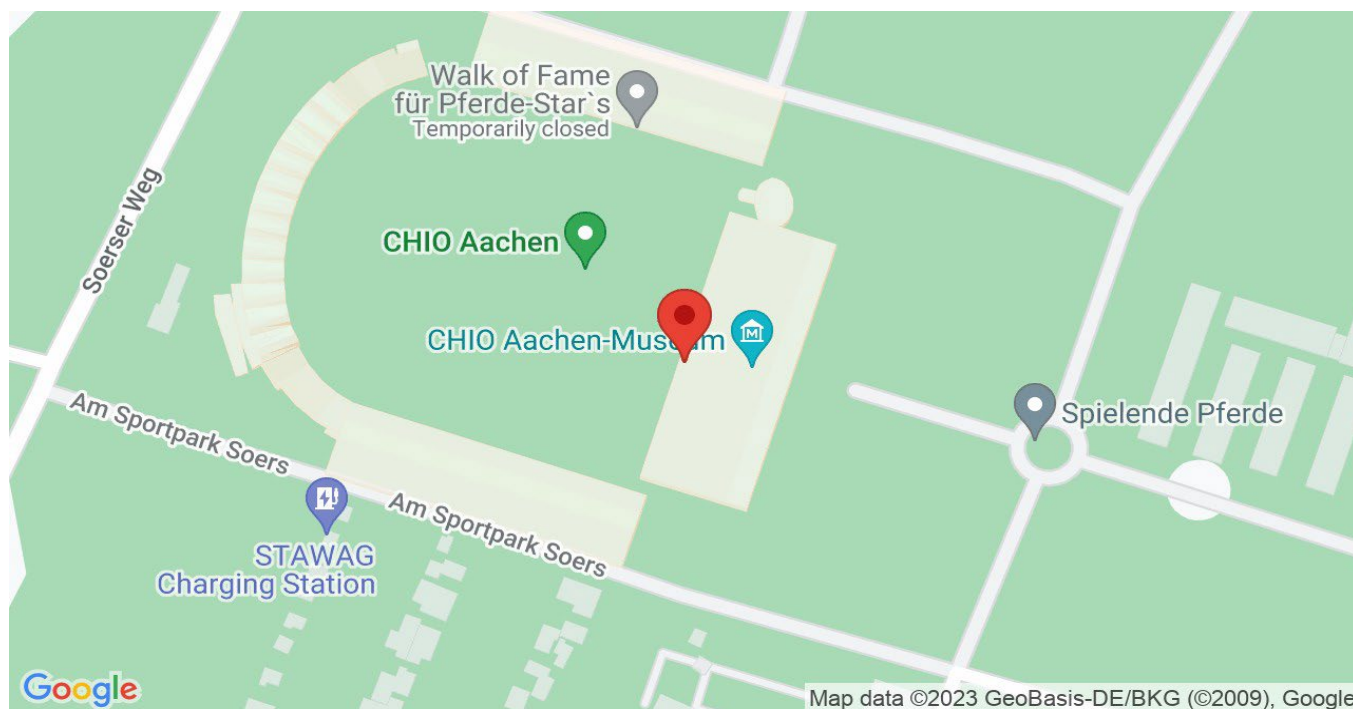 Walk of Fame
für Pferde-Star`s
Temporarily closed
Soerser Weg
CHIO Aachen
CHIO Aachen-Museum
M
Spielende Pferde
Am Sportpark Soers
Am Sportpark Soers
STAWAG
Charging Station
Google
Map data ©2023 GeoBasis-DE/BKG (©2009), Google